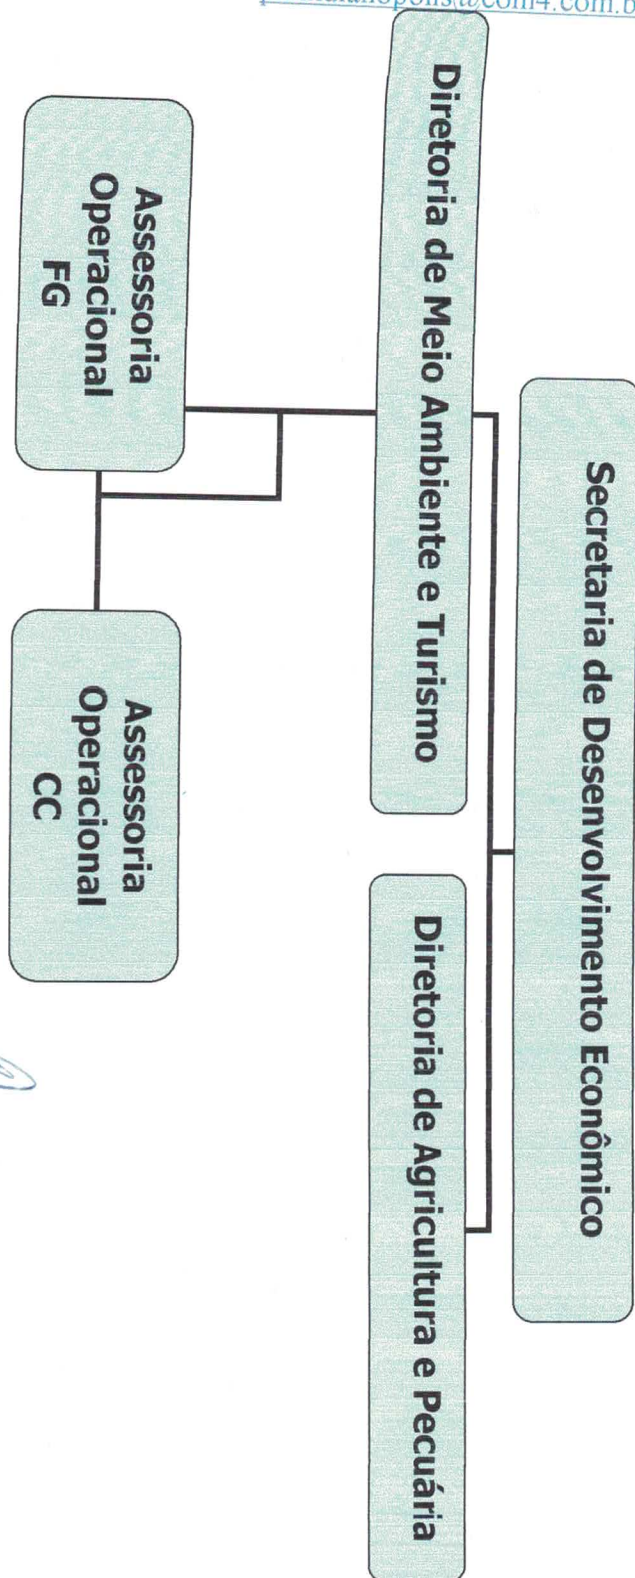 Secretaria de Desenvolvimento Econômico
Diretoria de Meio Ambiente e Turismo
Diretoria de Agricultura e Pecuária
Assessoria
Operacional
FG
Assessoria
Operacional
CC